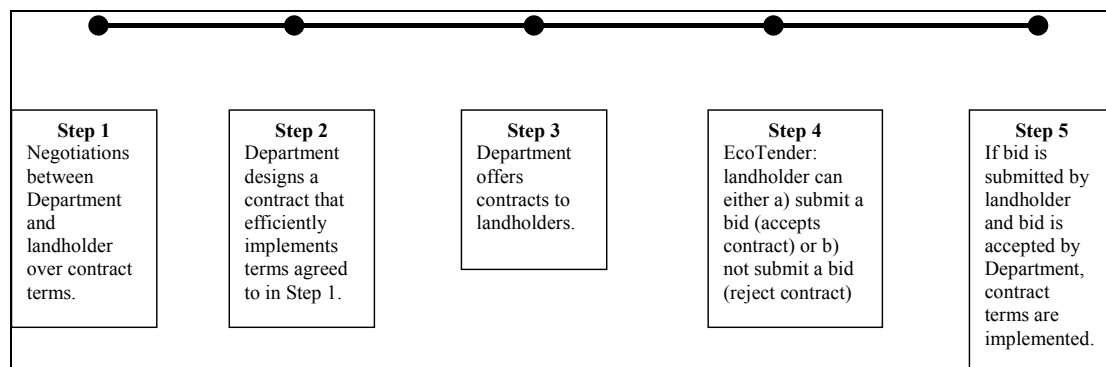 Step 1
Negotiations
between
Department
and
landholder
over contract
terms.
Step 2
Department
designs a
contract that
efficiently
implements
terms agreed
to in Step 1.
Step 3
Department
offers
contracts to
landholders.
Step 4
EcoTender:
landholder can
either a) submit a
bid (accepts
contract) or b)
not submit a bid
(reject contract)
Step 5
If bid is
submitted by
landholder
and bid is
accepted by
Department,
contract
terms are
implemented.